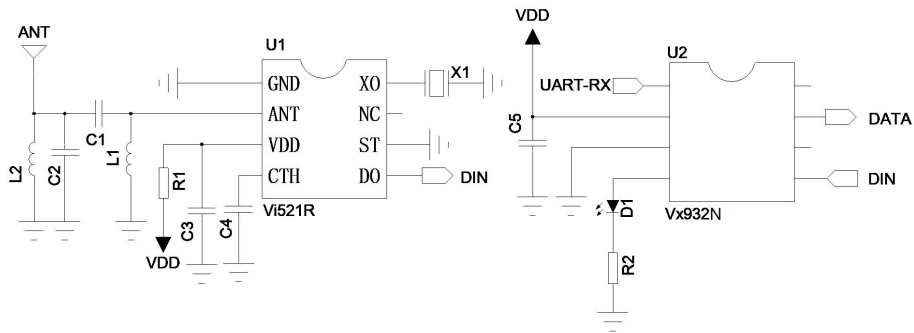 ANT
U1
GND
XO
X1
ANT
NC
VDD
ST
CTH
DO
DIN
Vi521R
L2
C2
C1
L1
R1
VDD
C3
C4
VDD
U2
UART-RX
C5
DATA
DIN
D1
Vx932N
R2